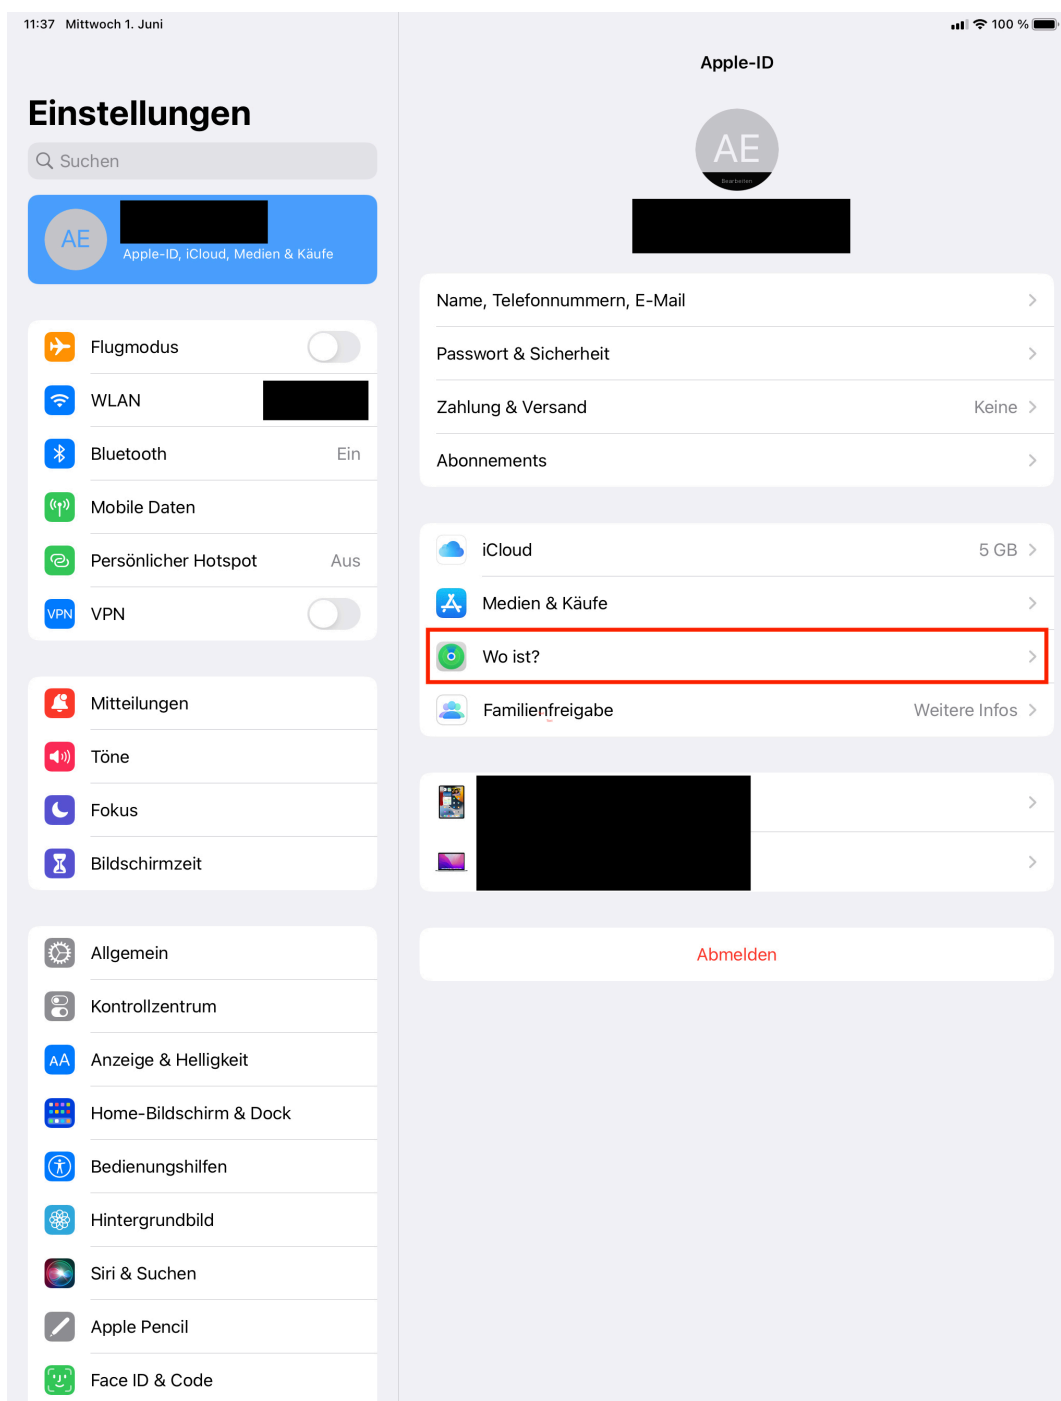 11:37 Mittwoch 1. Juni
100 %
Einstellungen
Suchen
AE
Apple-ID, iCloud, Medien & Käufe
Flugmodus
WLAN
Bluetooth Ein
Mobile Daten
Persönlicher Hotspot Aus
VPN VPN
Mitteilungen
Töne
Fokus
Bildschirmzeit
Allgemein
Kontrollzentrum
AA Anzeige & Helligkeit
Home-Bildschirm & Dock
Bedienungshilfen
Hintergrundbild
Siri & Suchen
Apple Pencil
Face ID & Code
Apple-ID
AE
Bearbeiten
Name, Telefonnummern, E-Mail
Passwort & Sicherheit
Zahlung & Versand Keine
Abonnements
iCloud 5 GB
Medien & Käufe
Wo ist?
Familienfreigabe Weitere Infos
Abmelden